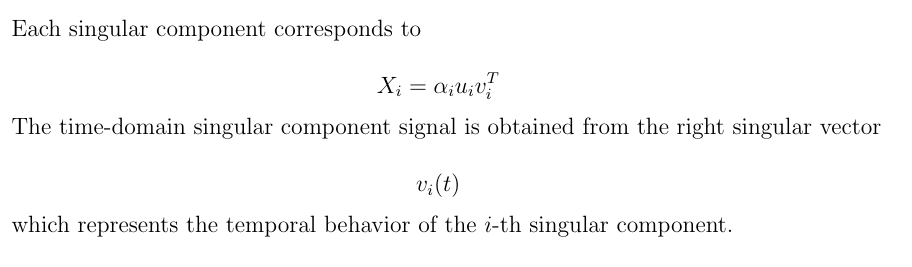 Each singular component corresponds to
X_i = α_i u_i v_i^T
The time-domain singular component signal is obtained from the right singular vector
v_i(t)
which represents the temporal behavior of the i-th singular component.